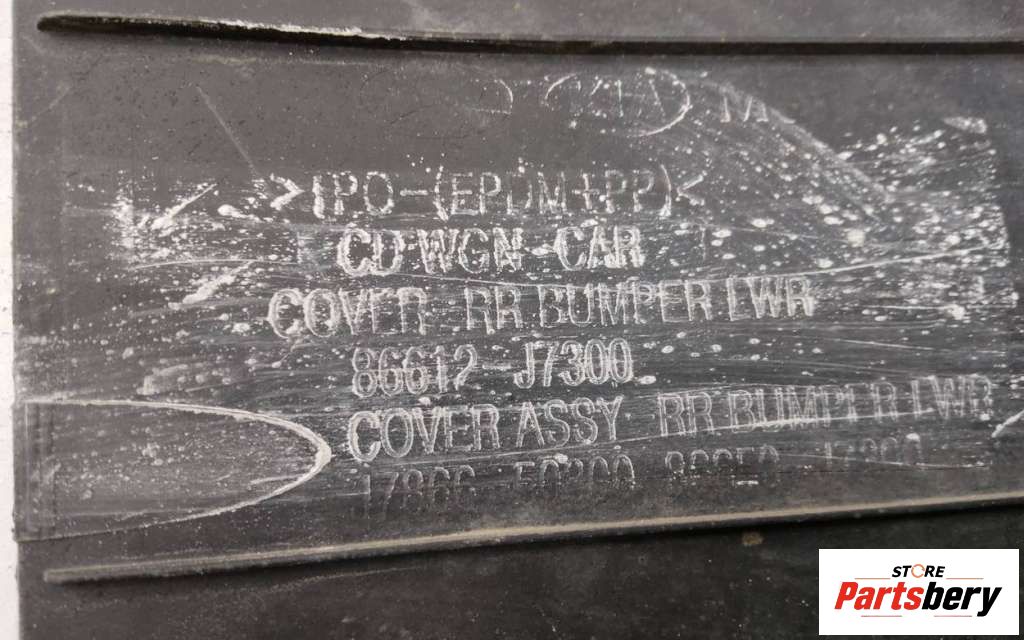 KIA M
>(PO-(EPDM+PP)<
CD WGN-CAR
COVER-RR BUMPER LWR
86612-J7300
COVER ASSY-RR BUMPER LWR
STORE
Partsbery